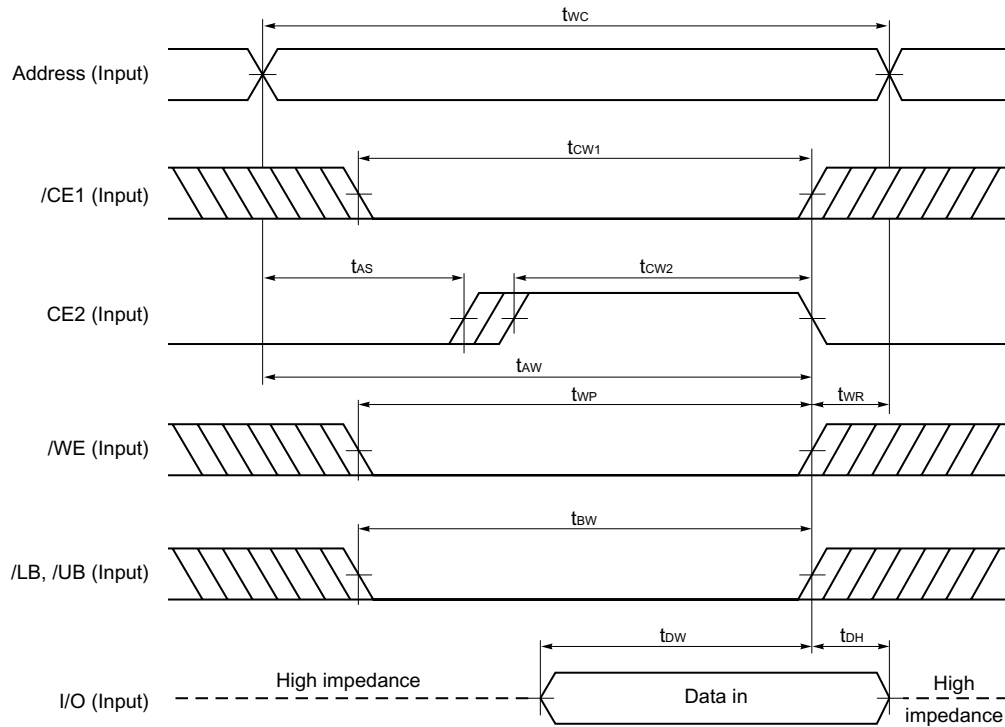 tWC
Address (Input)
tCW1
/CE1 (Input)
tAS
tCW2
CE2 (Input)
tAW
tWP
tWR
/WE (Input)
tBW
/LB, /UB (Input)
tDW
tDH
High impedance
Data in
High
impedance
I/O (Input)